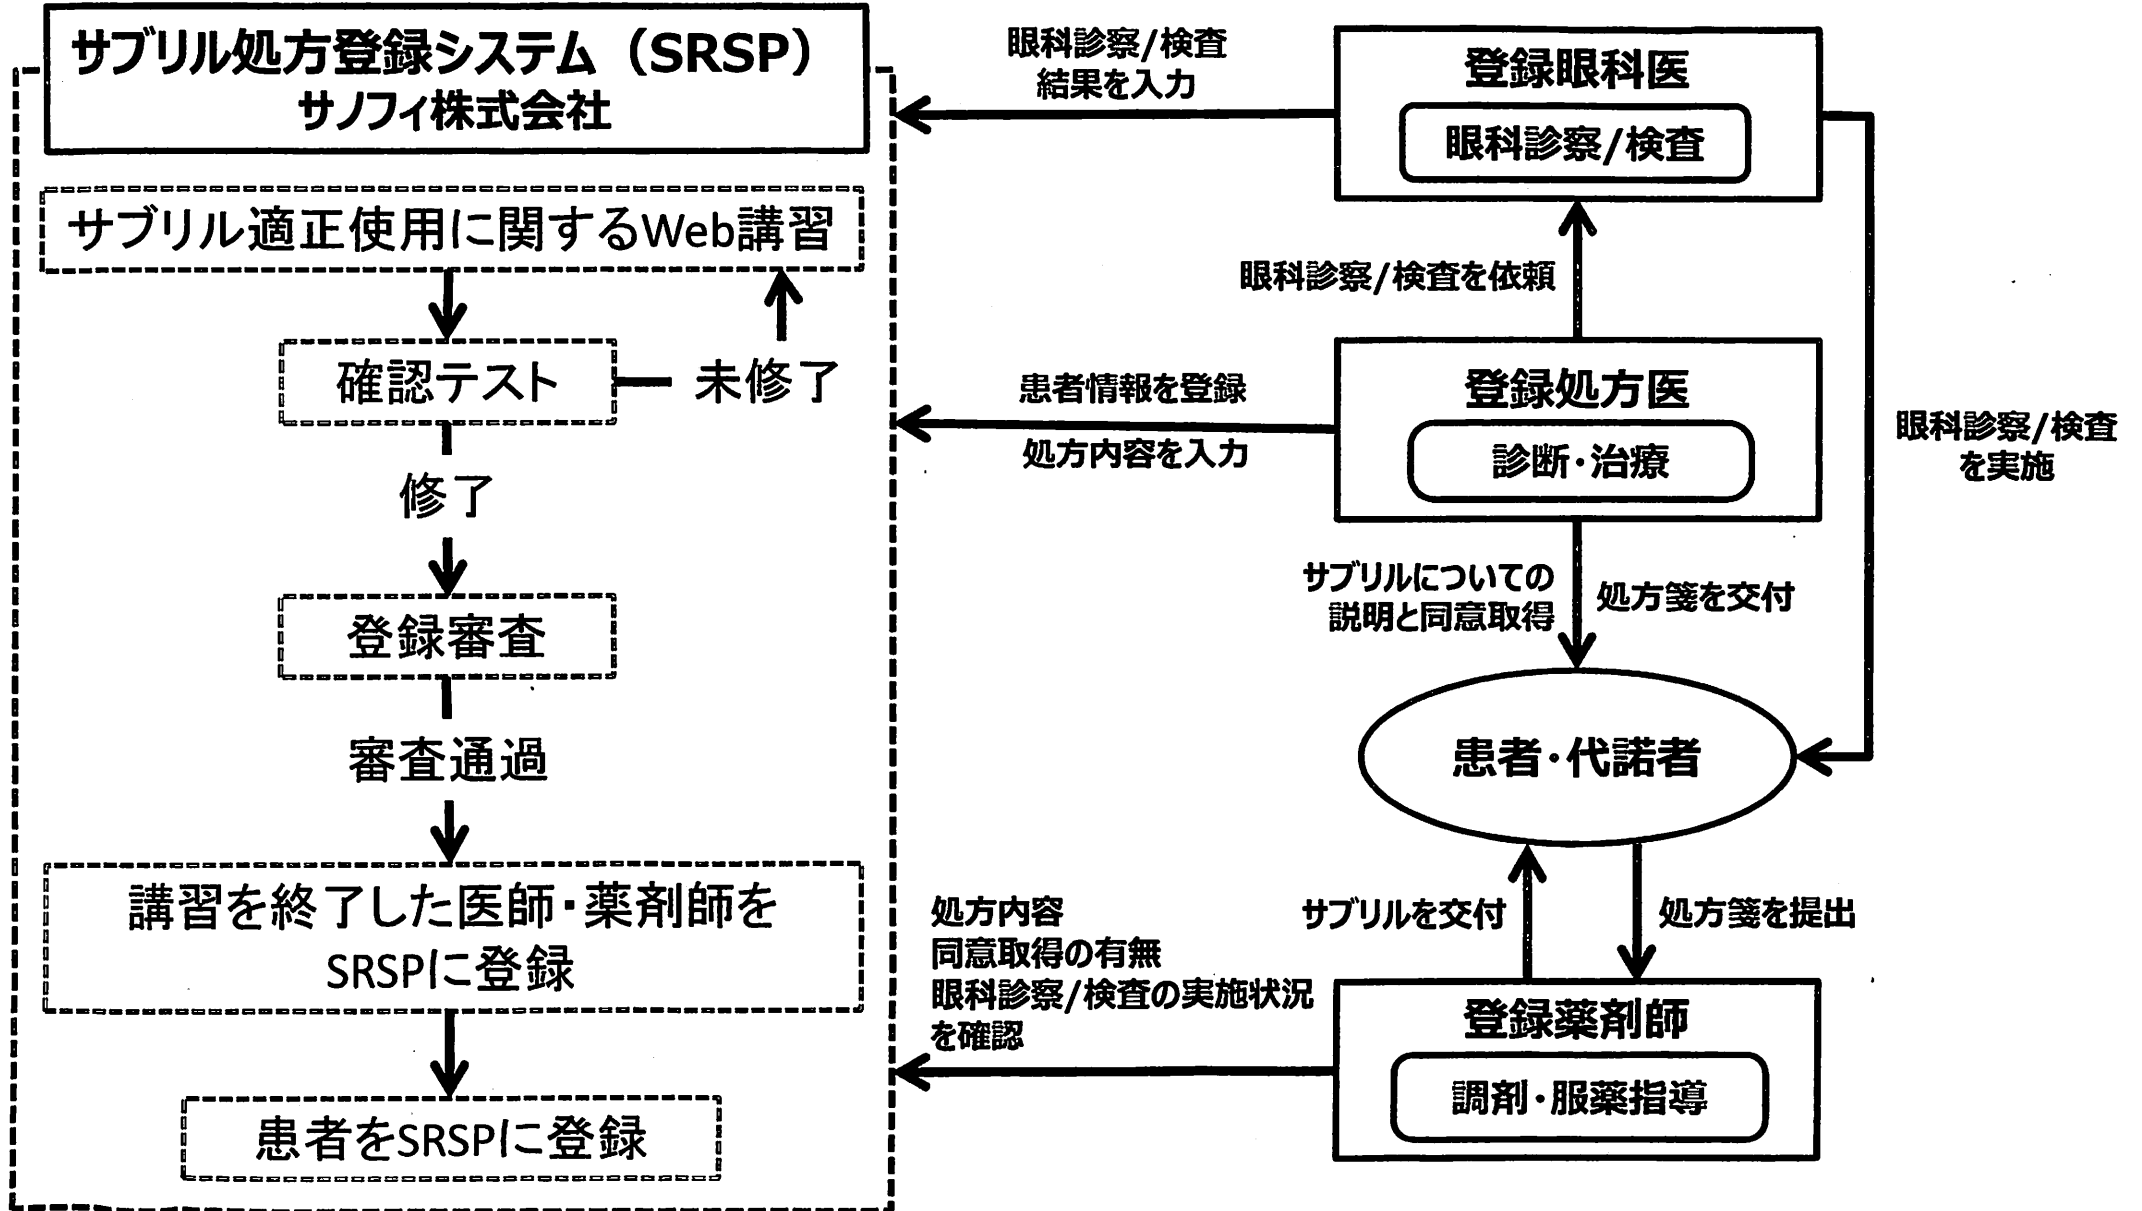 サブリル処方登録システム（SRSP）
サノフィ株式会社
サブリル適正使用に関するWeb講習
確認テスト
未修了
修了
登録審査
審査通過
講習を終了した医師・薬剤師を
SRSPに登録
患者をSRSPに登録
眼科診察/検査
結果を入力
登録眼科医
眼科診察/検査
眼科診察/検査を依頼
患者情報を登録
処方内容を入力
登録処方医
診断・治療
眼科診察/検査
を実施
サブリルについての
説明と同意取得
処方箋を交付
患者・代諾者
サブリルを交付
処方箋を提出
処方内容
同意取得の有無
眼科診察/検査の実施状況
を確認
登録薬剤師
調剤・服薬指導